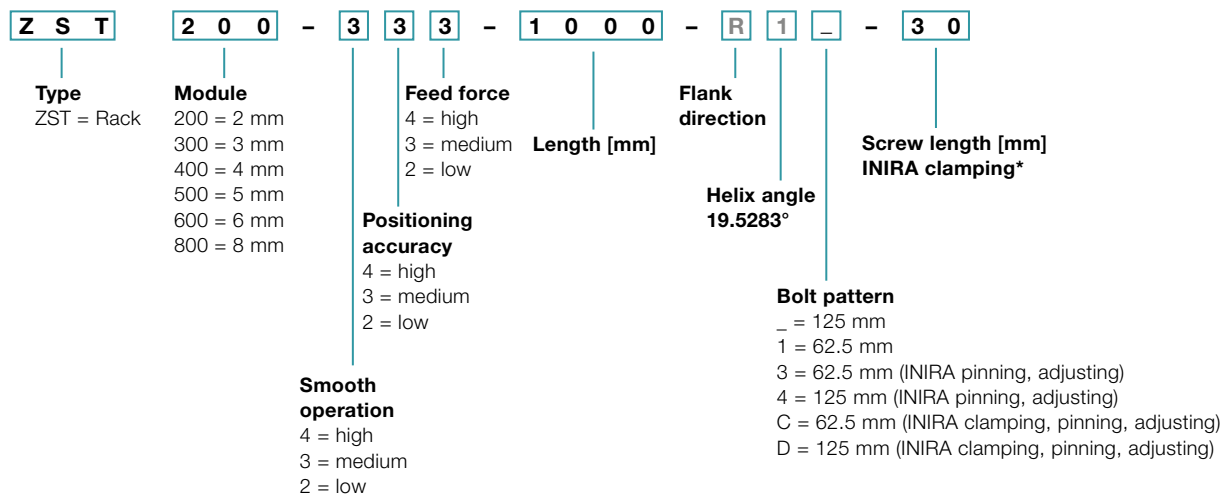 Z S T 2 0 0 – 3 3 3 – 1 0 0 0 – R 1 _ – 3 0
Type
ZST = Rack
Module
200 = 2 mm
300 = 3 mm
400 = 4 mm
500 = 5 mm
600 = 6 mm
800 = 8 mm
Smooth
operation
4 = high
3 = medium
2 = low
Positioning
accuracy
4 = high
3 = medium
2 = low
Feed force
4 = high
3 = medium
2 = low
Length [mm]
Flank
direction
Helix angle
19.5283°
Bolt pattern
_ = 125 mm
1 = 62.5 mm
3 = 62.5 mm (INIRA pinning, adjusting)
4 = 125 mm (INIRA pinning, adjusting)
C = 62.5 mm (INIRA clamping, pinning, adjusting)
D = 125 mm (INIRA clamping, pinning, adjusting)
Screw length [mm]
INIRA clamping*